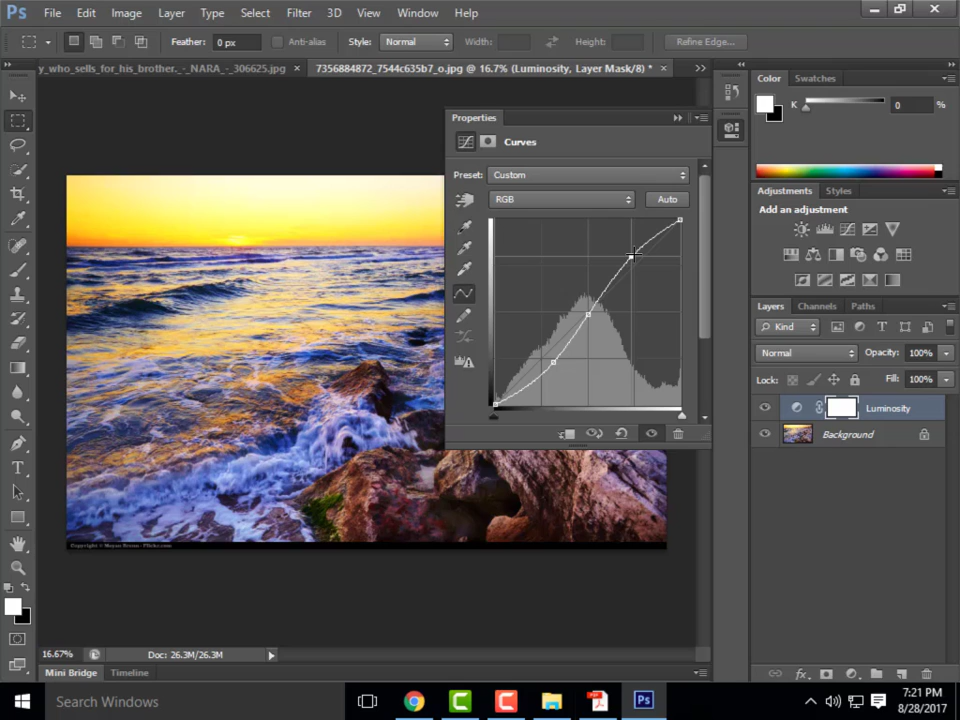 Ps File Edit Image Layer Type Select Filter 3D View Window Help
Feather: 0 px Anti-alias Style: Normal Width: Height: Refine Edge...
y_who_sells_for_his_brother._-_NARA_-_306625.jpg × 7356884872_7544c635b7_o.jpg @ 16.7% (Luminosity, Layer Mask/8) * ×
Properties
Curves
Preset: Custom
RGB Auto
Color Swatches
K 0 %
Adjustments Styles
Add an adjustment
Layers Channels Paths
Kind
Normal Opacity: 100%
Lock: Fill: 100%
Luminosity
Background
16.67% Doc: 26.3M/26.3M
Mini Bridge Timeline
Search Windows
Ps
7:21 PM
8/28/2017